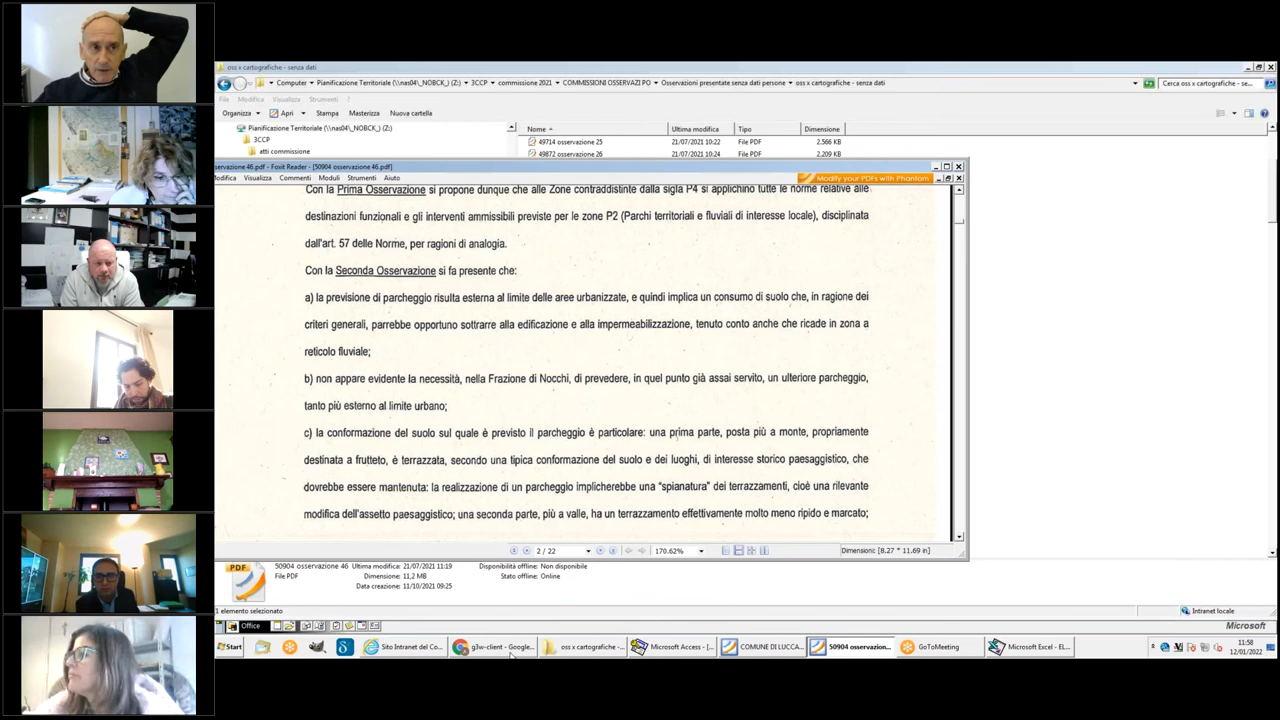 oss x cartografiche - senza dati
Computer ▸ Pianificazione Territoriale (\\nas04\_NOBCK_) (Z:) ▸ 3CCP ▸ commissione 2021 ▸ COMMISSIONI OSSERVAZI PO ▸ Osservazioni presentate senza dati persone ▸ oss x cartografiche - senza dati
Cerca oss x cartografiche - se...
File Modifica Visualizza Strumenti ?
Organizza Apri Stampa Masterizza Nuova cartella
Pianificazione Territoriale (\\nas04\_NOBCK_) (Z:)
3CCP
atti commissione
Nome Ultima modifica Tipo Dimensione
49714 osservazione 25 21/07/2021 10:22 File PDF 2.566 KB
49872 osservazione 26 21/07/2021 10:24 File PDF 2.209 KB
servazione 46.pdf - Foxit Reader - [50904 osservazione 46.pdf]
Modifica Visualizza Commenti Moduli Strumenti Aiuto
Modify your PDFs with Phantom
Con la Prima Osservazione si propone dunque che alle Zone contraddistinte dalla sigla P4 si applichino tutte le norme relative alle
destinazioni funzionali e gli interventi ammissibili previste per le zone P2 (Parchi territoriali e fluviali di interesse locale), disciplinata
dall'art. 57 delle Norme, per ragioni di analogia.
Con la Seconda Osservazione si fa presente che:
a) la previsione di parcheggio risulta esterna al limite delle aree urbanizzate, e quindi implica un consumo di suolo che, in ragione dei
criteri generali, parrebbe opportuno sottrarre alla edificazione e alla impermeabilizzazione, tenuto conto anche che ricade in zona a
reticolo fluviale;
b) non appare evidente la necessità, nella Frazione di Nocchi, di prevedere, in quel punto già assai servito, un ulteriore parcheggio,
tanto più esterno al limite urbano;
c) la conformazione del suolo sul quale è previsto il parcheggio è particolare: una prima parte, posta più a monte, propriamente
destinata a frutteto, è terrazzata, secondo una tipica conformazione del suolo e dei luoghi, di interesse storico paesaggistico, che
dovrebbe essere mantenuta: la realizzazione di un parcheggio implicherebbe una “spianatura” dei terrazzamenti, cioè una rilevante
modifica dell'assetto paesaggistico; una seconda parte, più a valle, ha un terrazzamento effettivamente molto meno ripido e marcato;
2 / 22 170.62% Dimensioni: [8.27 * 11.69 in]
PDF
50904 osservazione 46 Ultima modifica: 21/07/2021 11:19 Disponibilità offline: Non disponibile
File PDF Dimensione: 11,2 MB Stato offline: Online
Data creazione: 11/10/2021 09:25
1 elemento selezionato
Intranet locale
Office
Microsoft
Start
Sito Intranet del Co...
g3w-client - Google...
oss x cartografiche -...
Microsoft Access - [...
COMUNE DI LUCCA...
50904 osservazion...
GoToMeeting
Microsoft Excel - EL...
11:58
12/01/2022